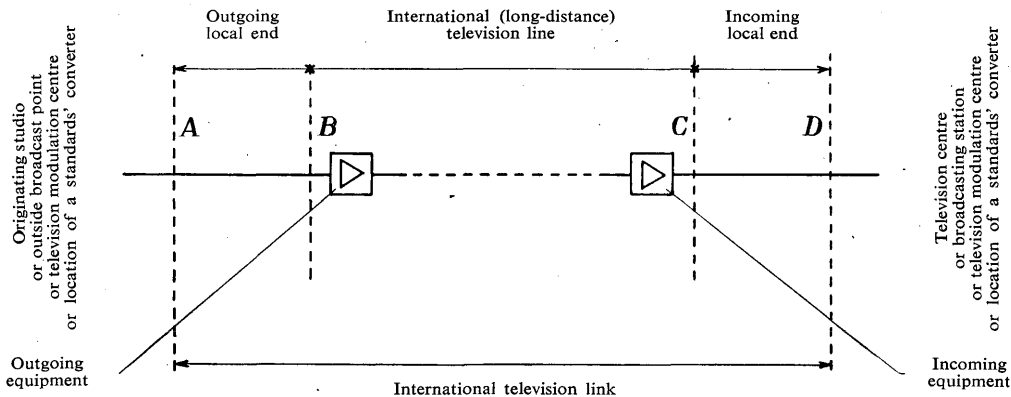 Outgoing
local end
International (long-distance)
television line
Incoming
local end
Originating studio
or outside broadcast point
or television modulation centre
or location of a standards' converter
A
B
C
D
Television centre
or broadcasting station
or television modulation centre
or location of a standards' converter
Outgoing
equipment
International television link
Incoming
equipment